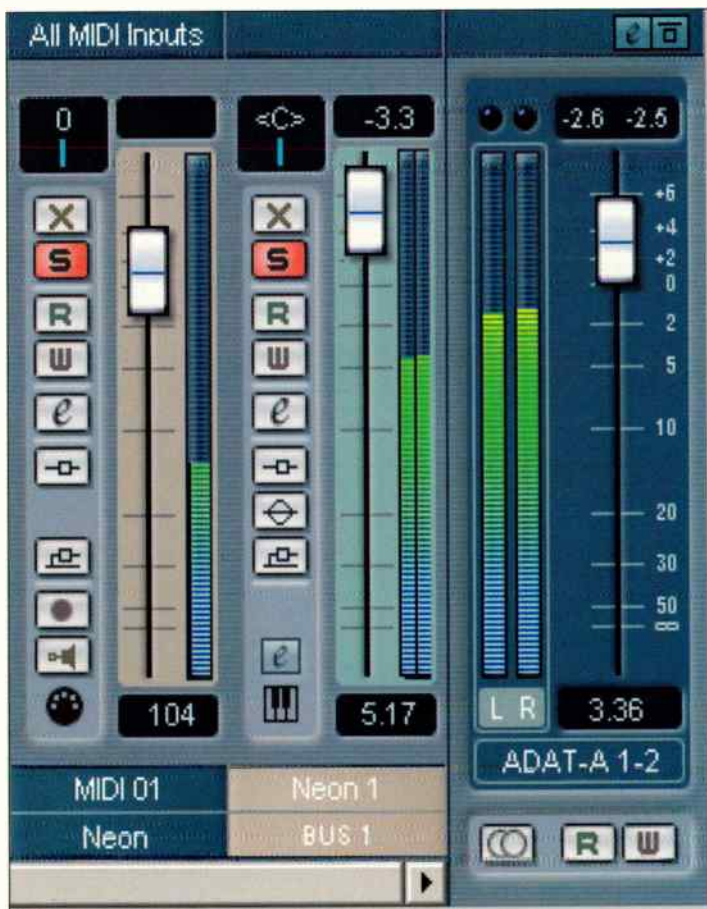 All MIDI Inputs
e
0
<C>
-3.3
-2.6 -2.5
X
X
+6
S
S
+4
+2
0
R
R
2
W
W
5
e
e
10
20
30
50
∞
e
104
5.17
L R
3.36
ADAT-A 1-2
MIDI 01
Neon 1
Neon
BUS 1
R
W